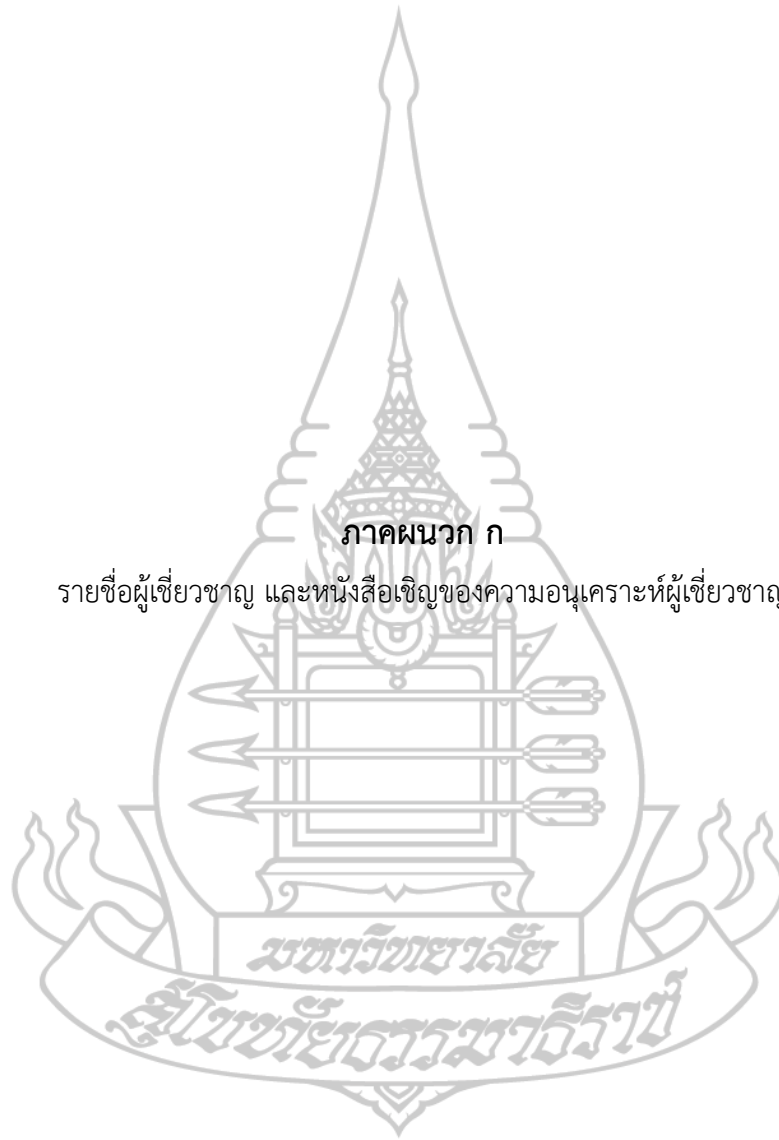 ภาคผนวก ก
รายชื่อผู้เชี่ยวชาญ และหนังสือเชิญของความอนุเคราะห์ผู้เชี่ยวชาญ
มหาวิทยาลัย
สุโขทัยธรรมาธิราช